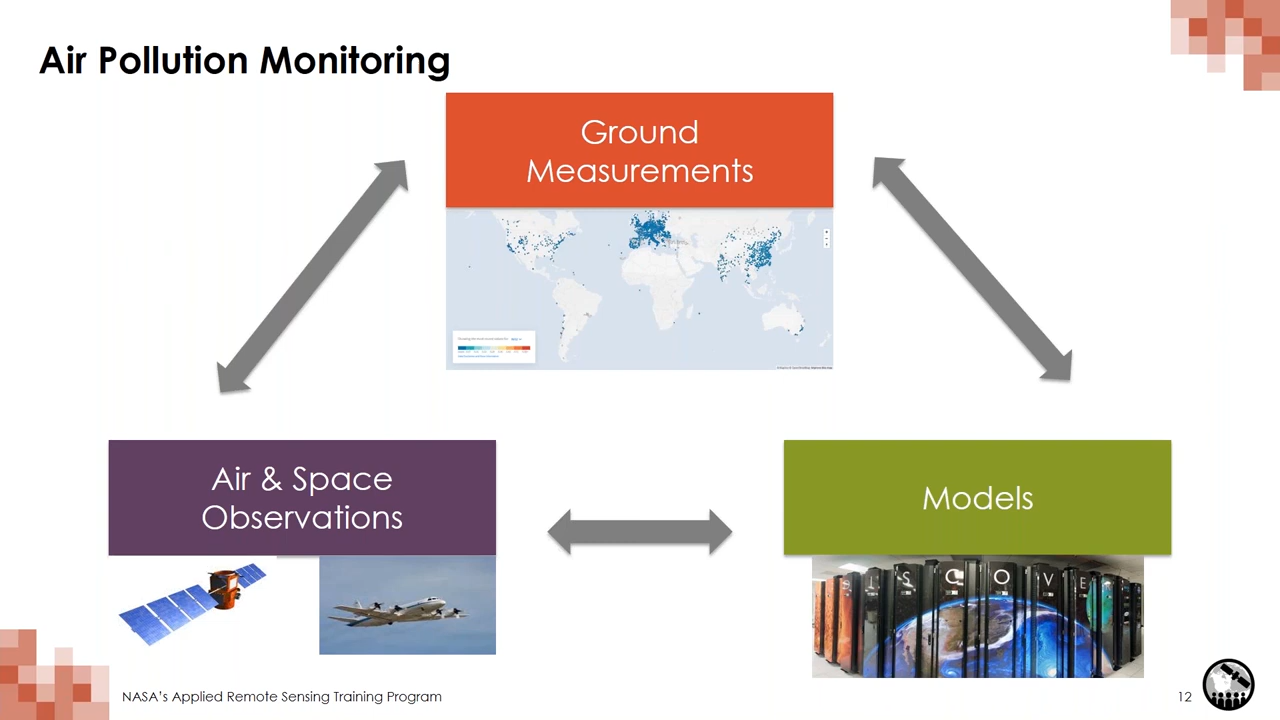 Air Pollution Monitoring
Ground
Measurements
Air & Space
Observations
Models
S C O V E
NASA's Applied Remote Sensing Training Program
12